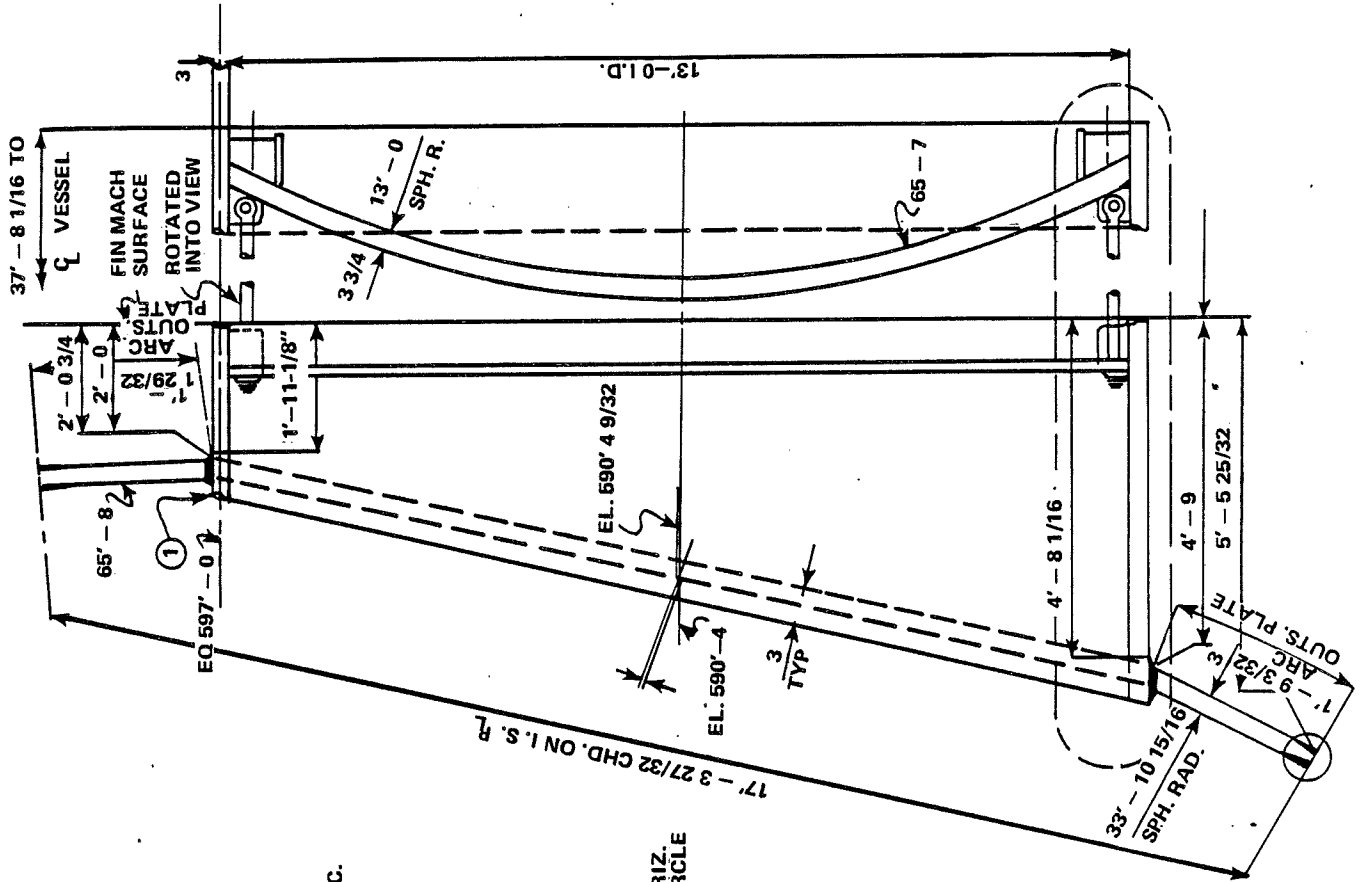 37' – 8 1/16 TO
℄ VESSEL
3
FIN MACH
SURFACE
ROTATED
INTO VIEW
13' – 0 I.D.
13' – 0
SPH. R.
3 3/4
65 – 7
2' – 0 3/4
2' – 0
1' –
1 29/32
ARC
OUTS.
PLATE
1' – 11-1/8"
65' – 8
1
EQ 597' – 0
EL. 590' 4 9/32
EL. 590' – 4
3
TYP
4' – 8 1/16
4' – 9
5' – 5 25/32
17' – 3 27/32 CHD. ON I. S. ℞
1' –
9 3/32
ARC
OUTS. PLATE
3
33' – 10 15/16
SPH. RAD.
C.
RIZ.
RCLE